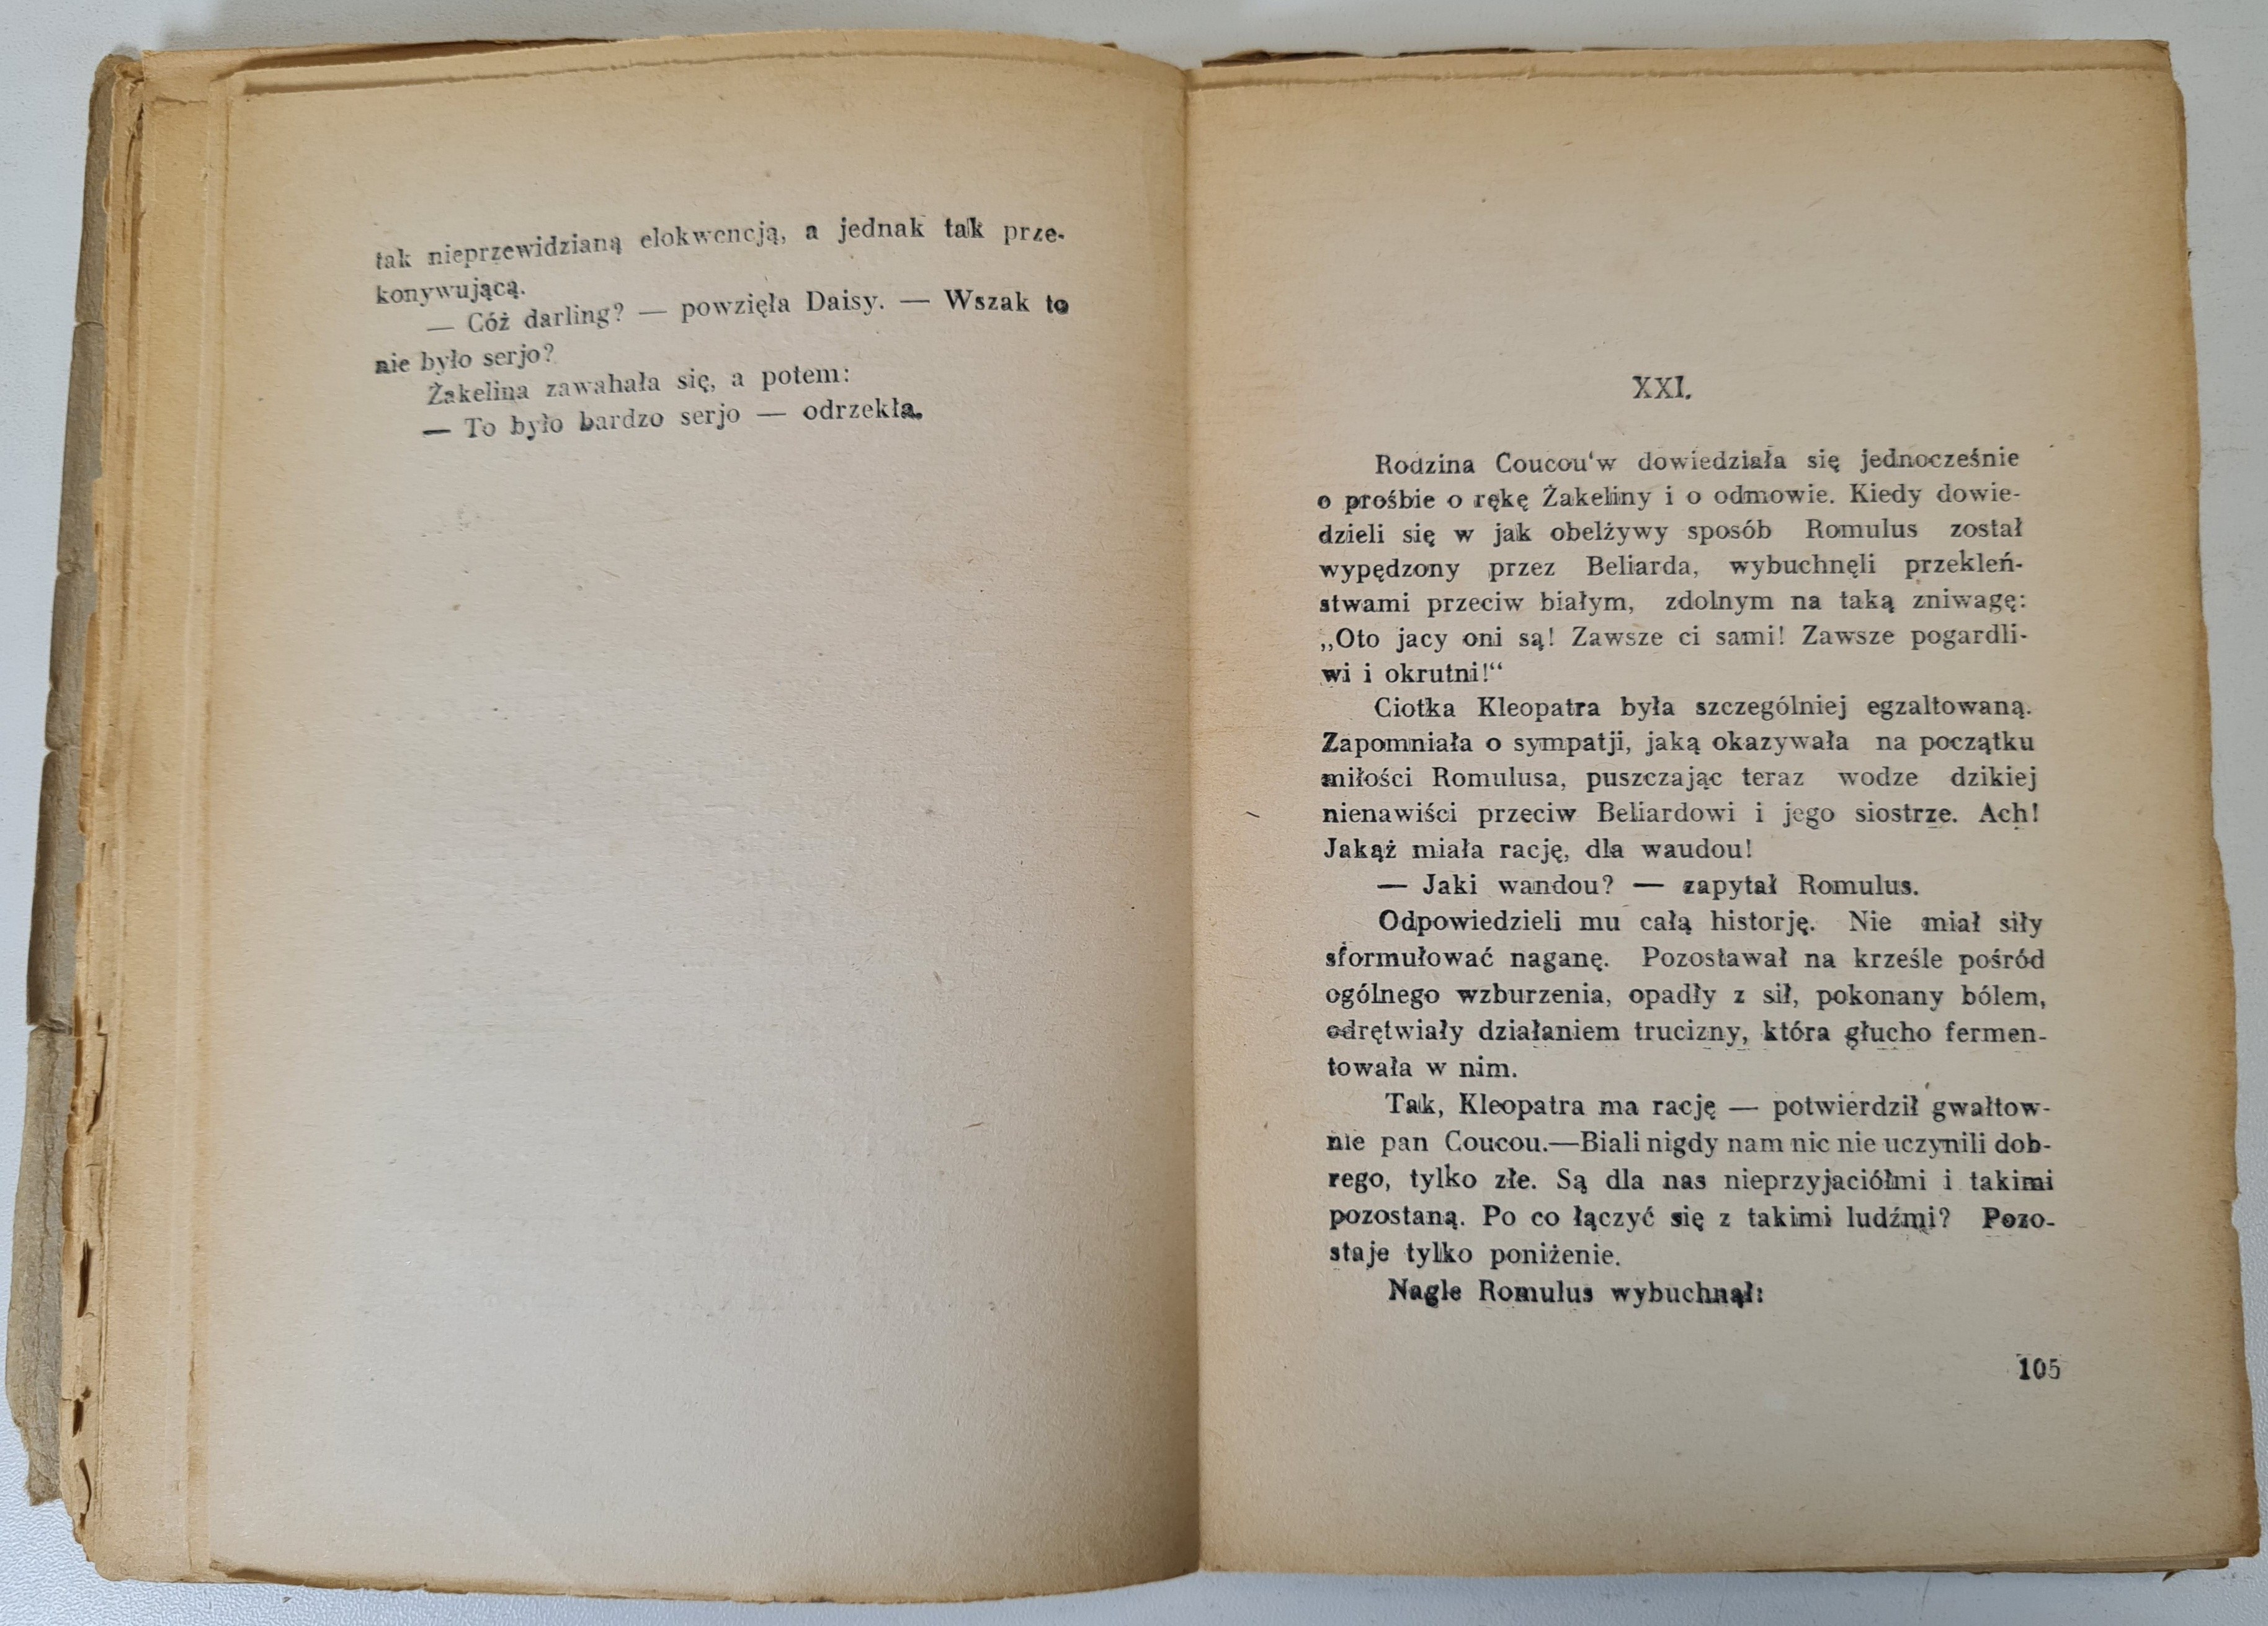 tak nieprzewidzianą elokwencją, a jednak tak prze-
konywującą.
— Cóż darling? — powzięła Daisy. — Wszak to
nie było serjo?
Żakelina zawahała się, a potem:
— To było bardzo serjo — odrzekła.
XXI.
Rodzina Coucou‘w dowiedziała się jednocześnie
o prośbie o rękę Żakeliny i o odmowie. Kiedy dowie-
dzieli się w jak obelżywy sposób Romulus został
wypędzony przez Beliarda, wybuchnęli przekleń-
stwami przeciw białym, zdolnym na taką zniwagę:
„Oto jacy oni są! Zawsze ci sami! Zawsze pogardli-
wi i okrutni!“
Ciotka Kleopatra była szczególniej egzaltowaną.
Zapomniała o sympatji, jaką okazywała na początku
miłości Romulusa, puszczając teraz wodze dzikiej
nienawiści przeciw Beliardowi i jego siostrze. Ach!
Jakąż miała rację, dla waudou!
— Jaki wandou? — zapytał Romulus.
Odpowiedzieli mu całą historję. Nie miał siły
sformułować naganę. Pozostawał na krześle pośród
ogólnego wzburzenia, opadły z sił, pokonany bólem,
odrętwiały działaniem trucizny, która głucho fermen-
towała w nim.
Tak, Kleopatra ma rację — potwierdził gwałtow-
nie pan Coucou.—Biali nigdy nam nic nie uczynili dob-
rego, tylko złe. Są dla nas nieprzyjaciółmi i takimi
pozostaną. Po co łączyć się z takimi ludźmi? Pozo-
staje tylko poniżenie.
Nagle Romulus wybuchnął:
105